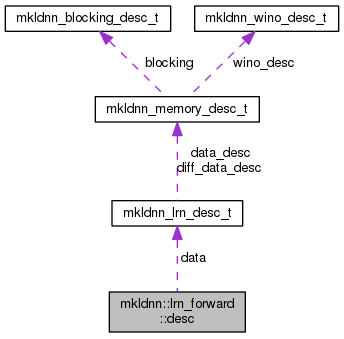 mkldnn_blocking_desc_t
mkldnn_wino_desc_t
blocking
wino_desc
mkldnn_memory_desc_t
data_desc
diff_data_desc
mkldnn_lrn_desc_t
data
mkldnn::lrn_forward
::desc